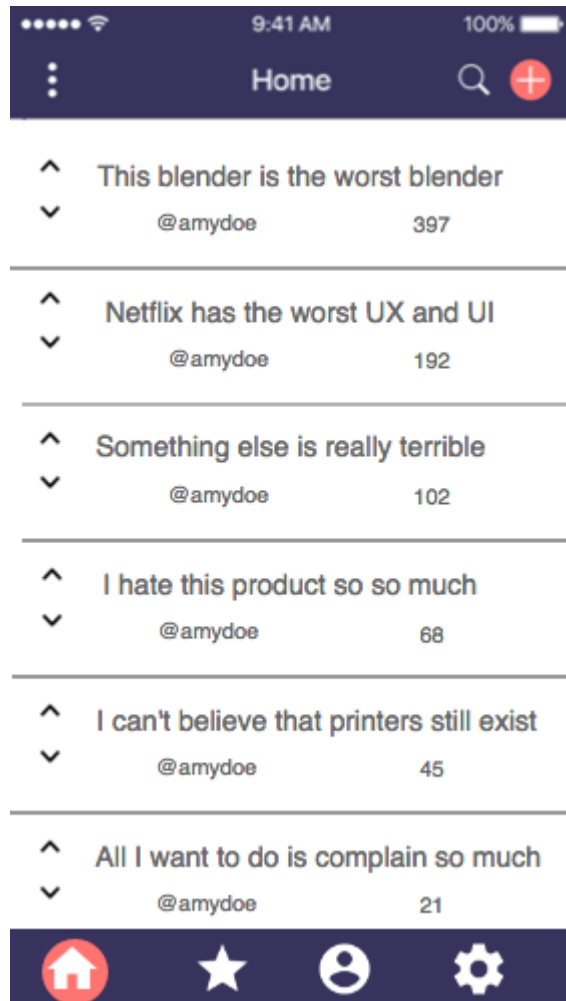 9:41 AM 100%
Home
This blender is the worst blender
@amydoe 397
Netflix has the worst UX and UI
@amydoe 192
Something else is really terrible
@amydoe 102
I hate this product so so much
@amydoe 68
I can't believe that printers still exist
@amydoe 45
All I want to do is complain so much
@amydoe 21